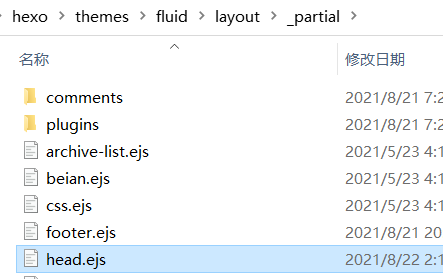 hexo > themes > fluid > layout > _partial >
名称 修改日期
comments 2021/8/21 7:2
plugins 2021/8/21 7:2
archive-list.ejs 2021/5/23 4:1
beian.ejs 2021/5/23 4:1
css.ejs 2021/5/23 4:1
footer.ejs 2021/8/21 20
head.ejs 2021/8/22 2:1